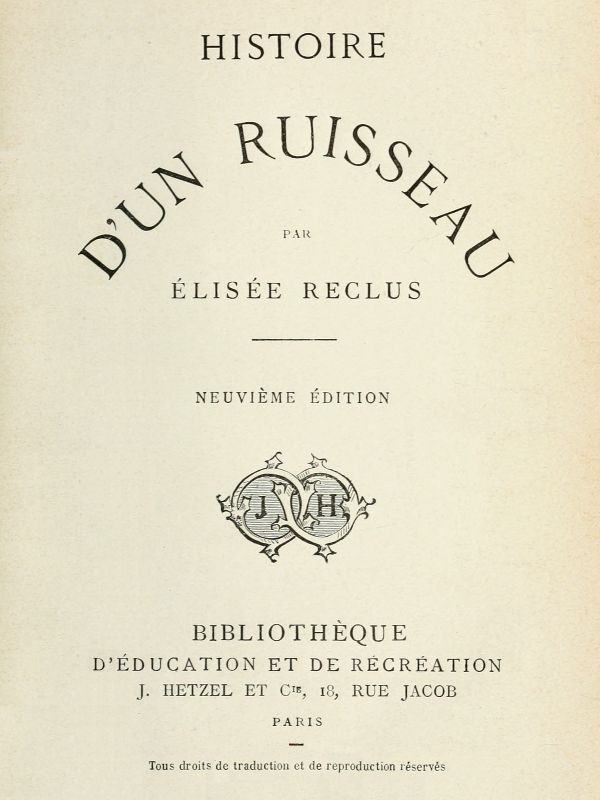 HISTOIRE
D'UN RUISSEAU
PAR
ÉLISÉE RECLUS
NEUVIÈME ÉDITION
J H
BIBLIOTHÈQUE
D'ÉDUCATION ET DE RÉCRÉATION
J. HETZEL ET Cie, 18, RUE JACOB
PARIS
Tous droits de traduction et de reproduction réservés